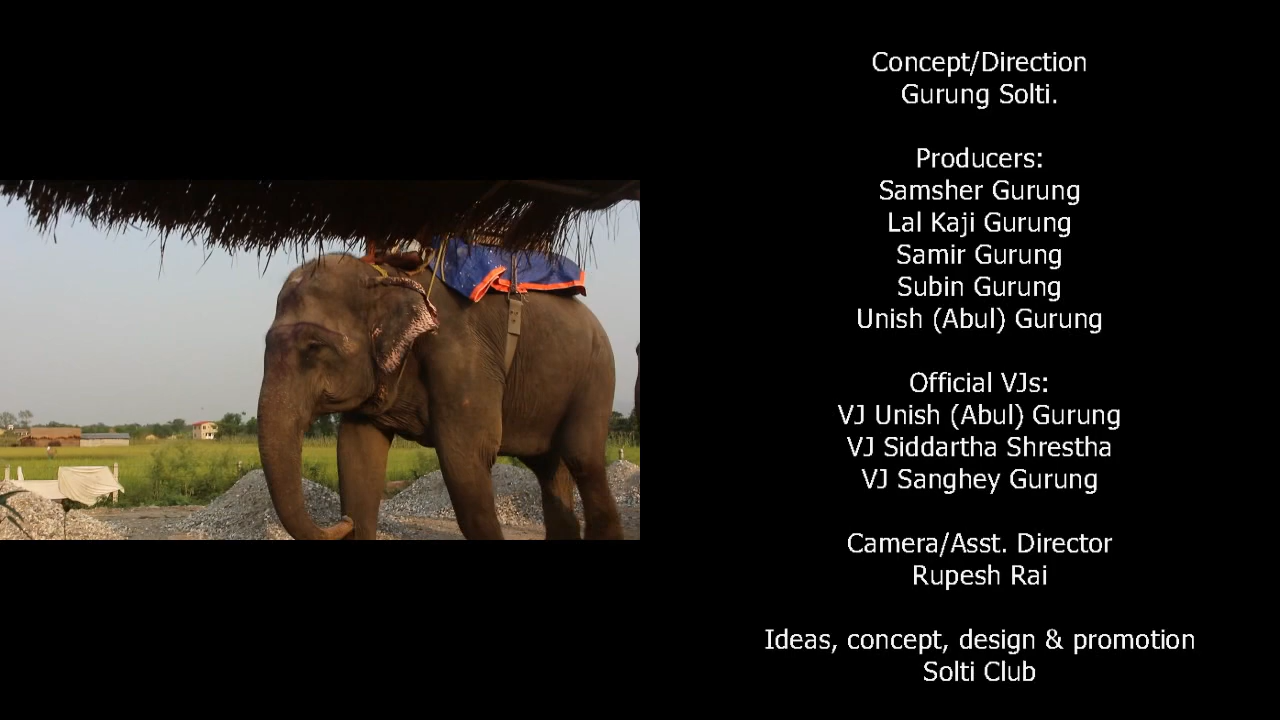 Concept/Direction
Gurung Solti.
Producers:
Samsher Gurung
Lal Kaji Gurung
Samir Gurung
Subin Gurung
Unish (Abul) Gurung
Official VJs:
VJ Unish (Abul) Gurung
VJ Siddartha Shrestha
VJ Sanghey Gurung
Camera/Asst. Director
Rupesh Rai
Ideas, concept, design & promotion
Solti Club